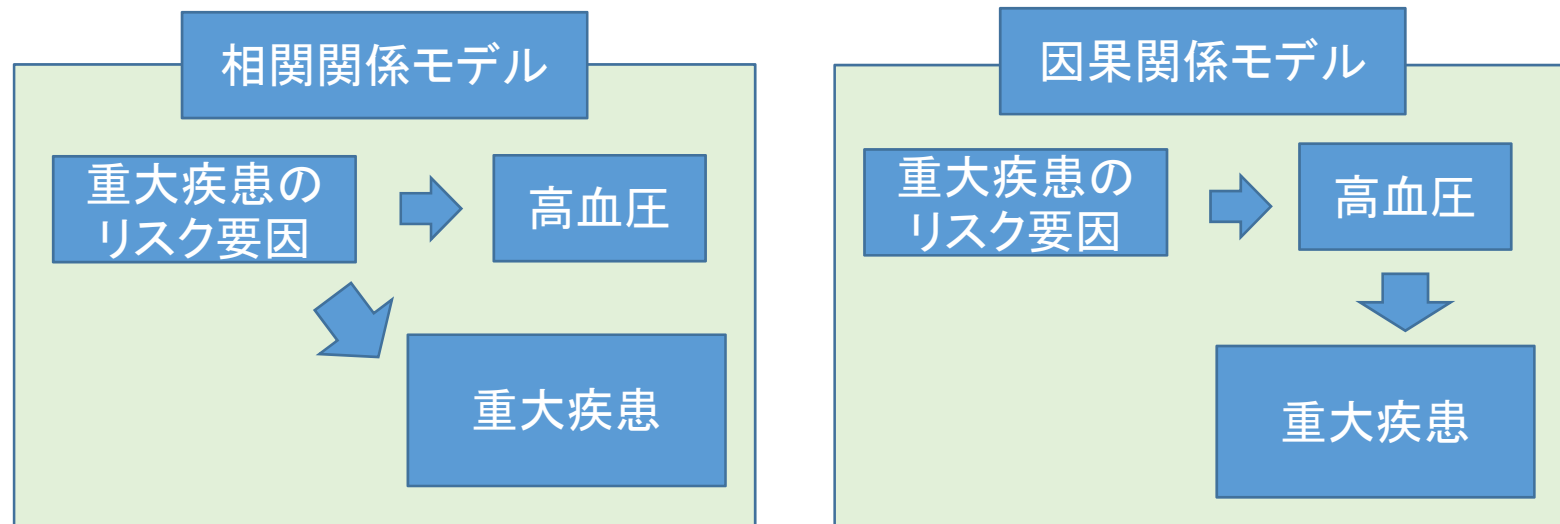 相関関係モデル
重大疾患の
リスク要因
高血圧
重大疾患
因果関係モデル
重大疾患の
リスク要因
高血圧
重大疾患